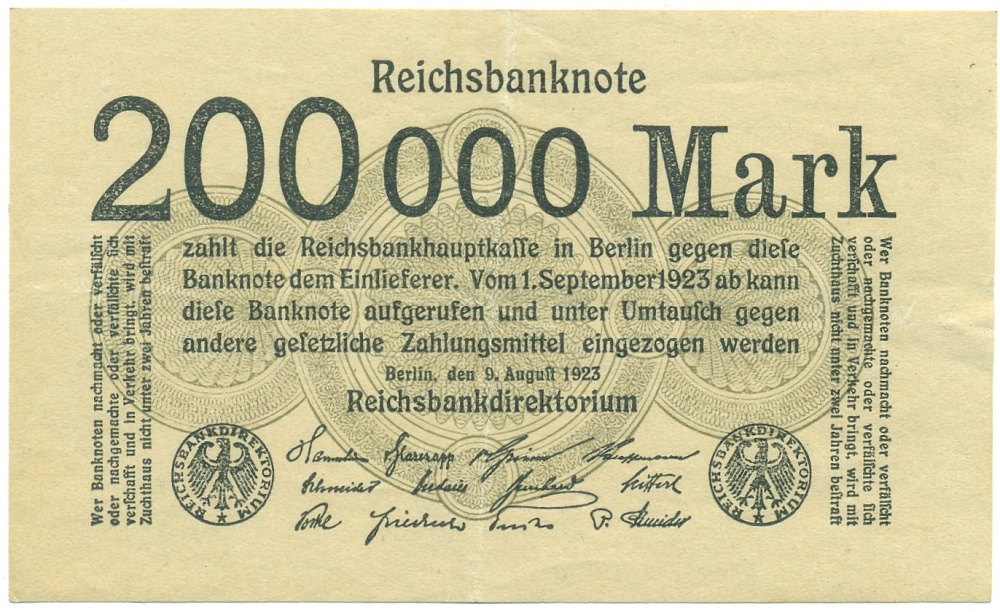 Reichsbanknote
200000 Mark
zahlt die Reichsbankhauptkaſſe in Berlin gegen dieſe
Banknote dem Einlieferer. Vom 1. September 1923 ab kann
dieſe Banknote aufgerufen und unter Umtauſch gegen
andere geſetzliche Zahlungsmittel eingezogen werden
Berlin, den 9. Auguſt 1923
Reichsbankdirektorium
Wer Banknoten nachmacht oder verfälſcht
oder nachgemachte oder verfälſchte ſich
verſchafft und in Verkehr bringt, wird mit
Zuchthaus nicht unter zwei Jahren beſtraft
Wer Banknoten nachmacht oder verfälſcht
oder nachgemachte oder verfälſchte ſich
verſchafft und in Verkehr bringt, wird mit
Zuchthaus nicht unter zwei Jahren beſtraft
REICHSBANKDIREKTORIUM
REICHSBANKDIREKTORIUM
Schneider
Vocke Friedrich
P. Schneider